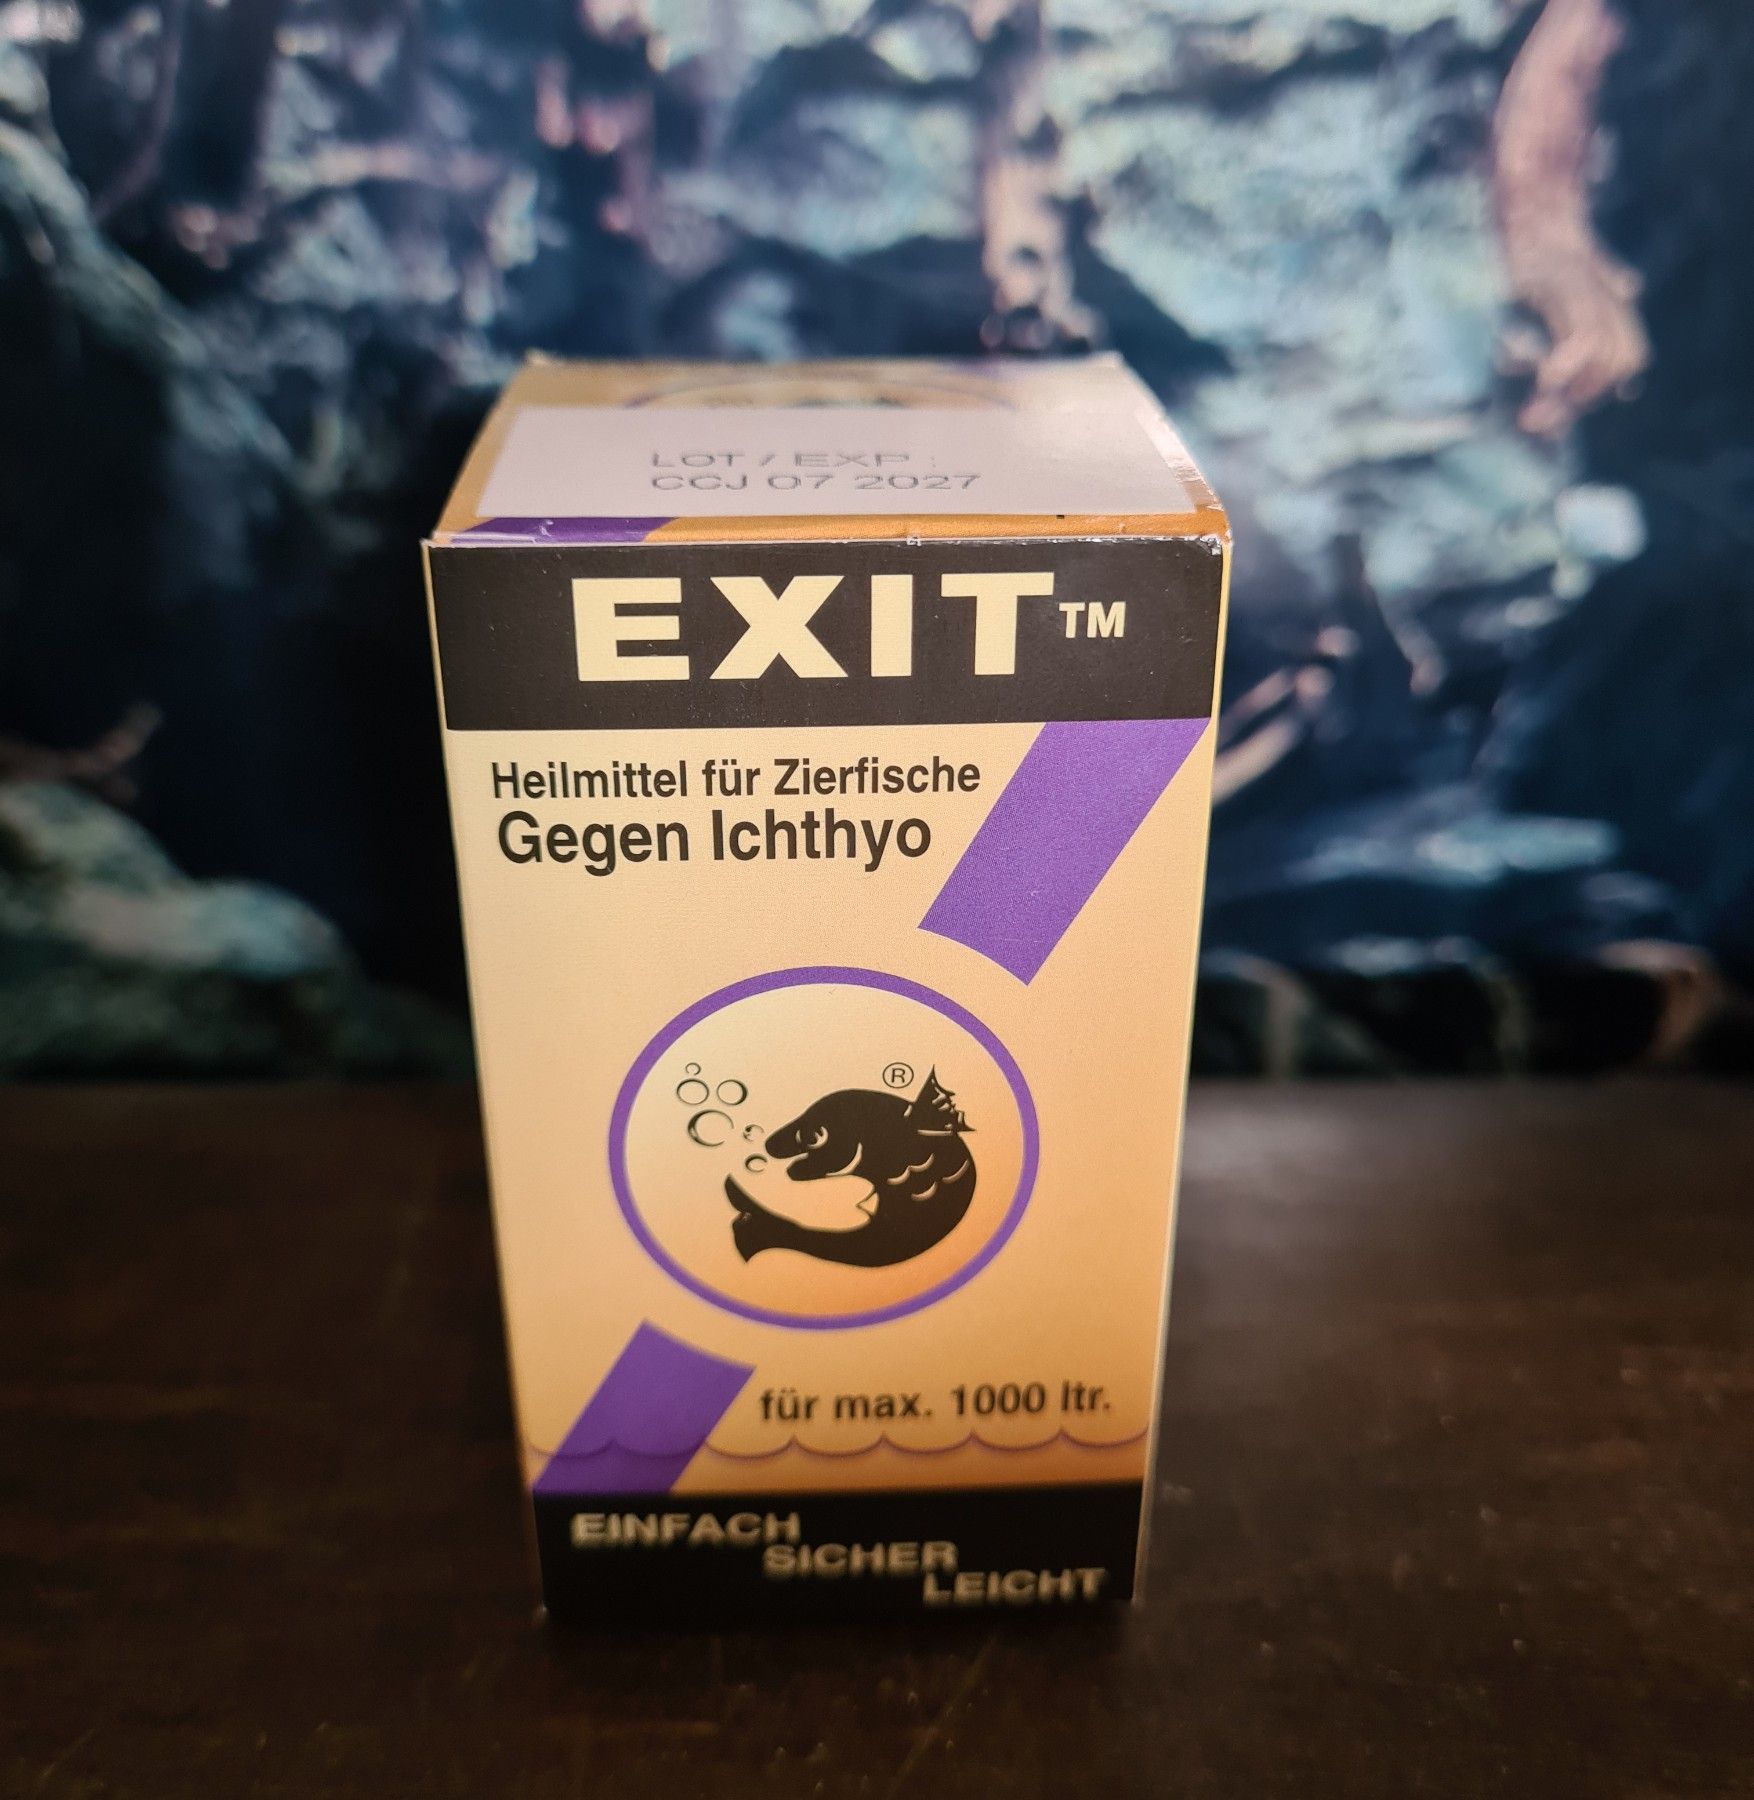 LOT / EXP :
CCJ 07 2027
EXIT™
Heilmittel für Zierfische
Gegen Ichthyo
®
für max. 1000 ltr.
EINFACH
SICHER
LEICHT